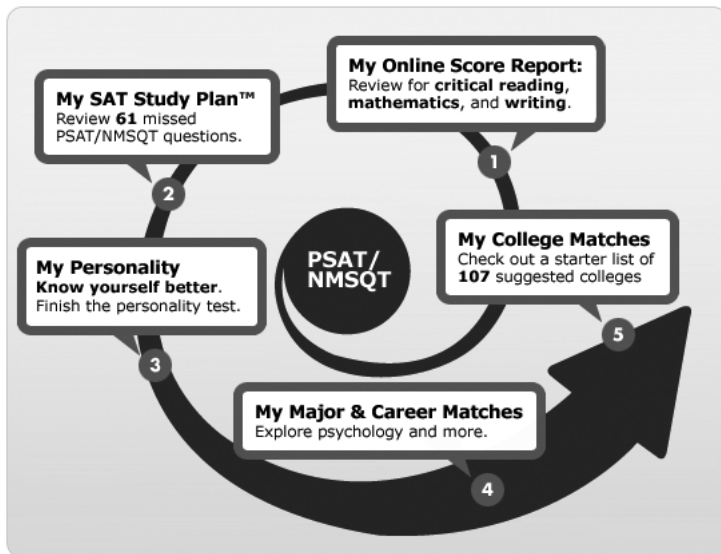 My Online Score Report:
Review for critical reading,
mathematics, and writing.
1
My SAT Study Plan™
Review 61 missed
PSAT/NMSQT questions.
2
PSAT/
NMSQT
My College Matches
Check out a starter list of
107 suggested colleges
5
My Personality
Know yourself better.
Finish the personality test.
3
My Major & Career Matches
Explore psychology and more.
4